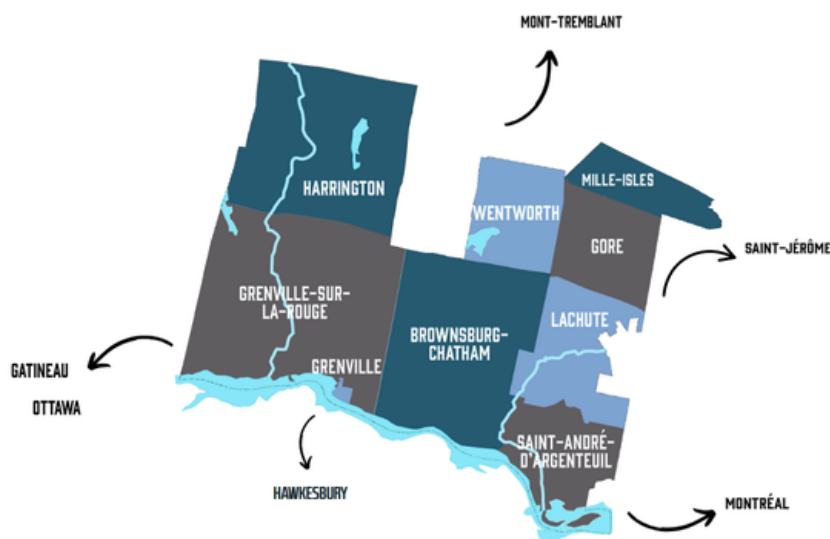 MONT-TREMBLANT
HARRINGTON
MILLE-ISLES
WENTWORTH
GORE
SAINT-JÉRÔME
GRENVILLE-SUR-
LA-ROUGE
LACHUTE
BROWNSBURG-
CHATHAM
GRENVILLE
GATINEAU
OTTAWA
SAINT-ANDRÉ-
D'ARGENTEUIL
HAWKESBURY
MONTRÉAL